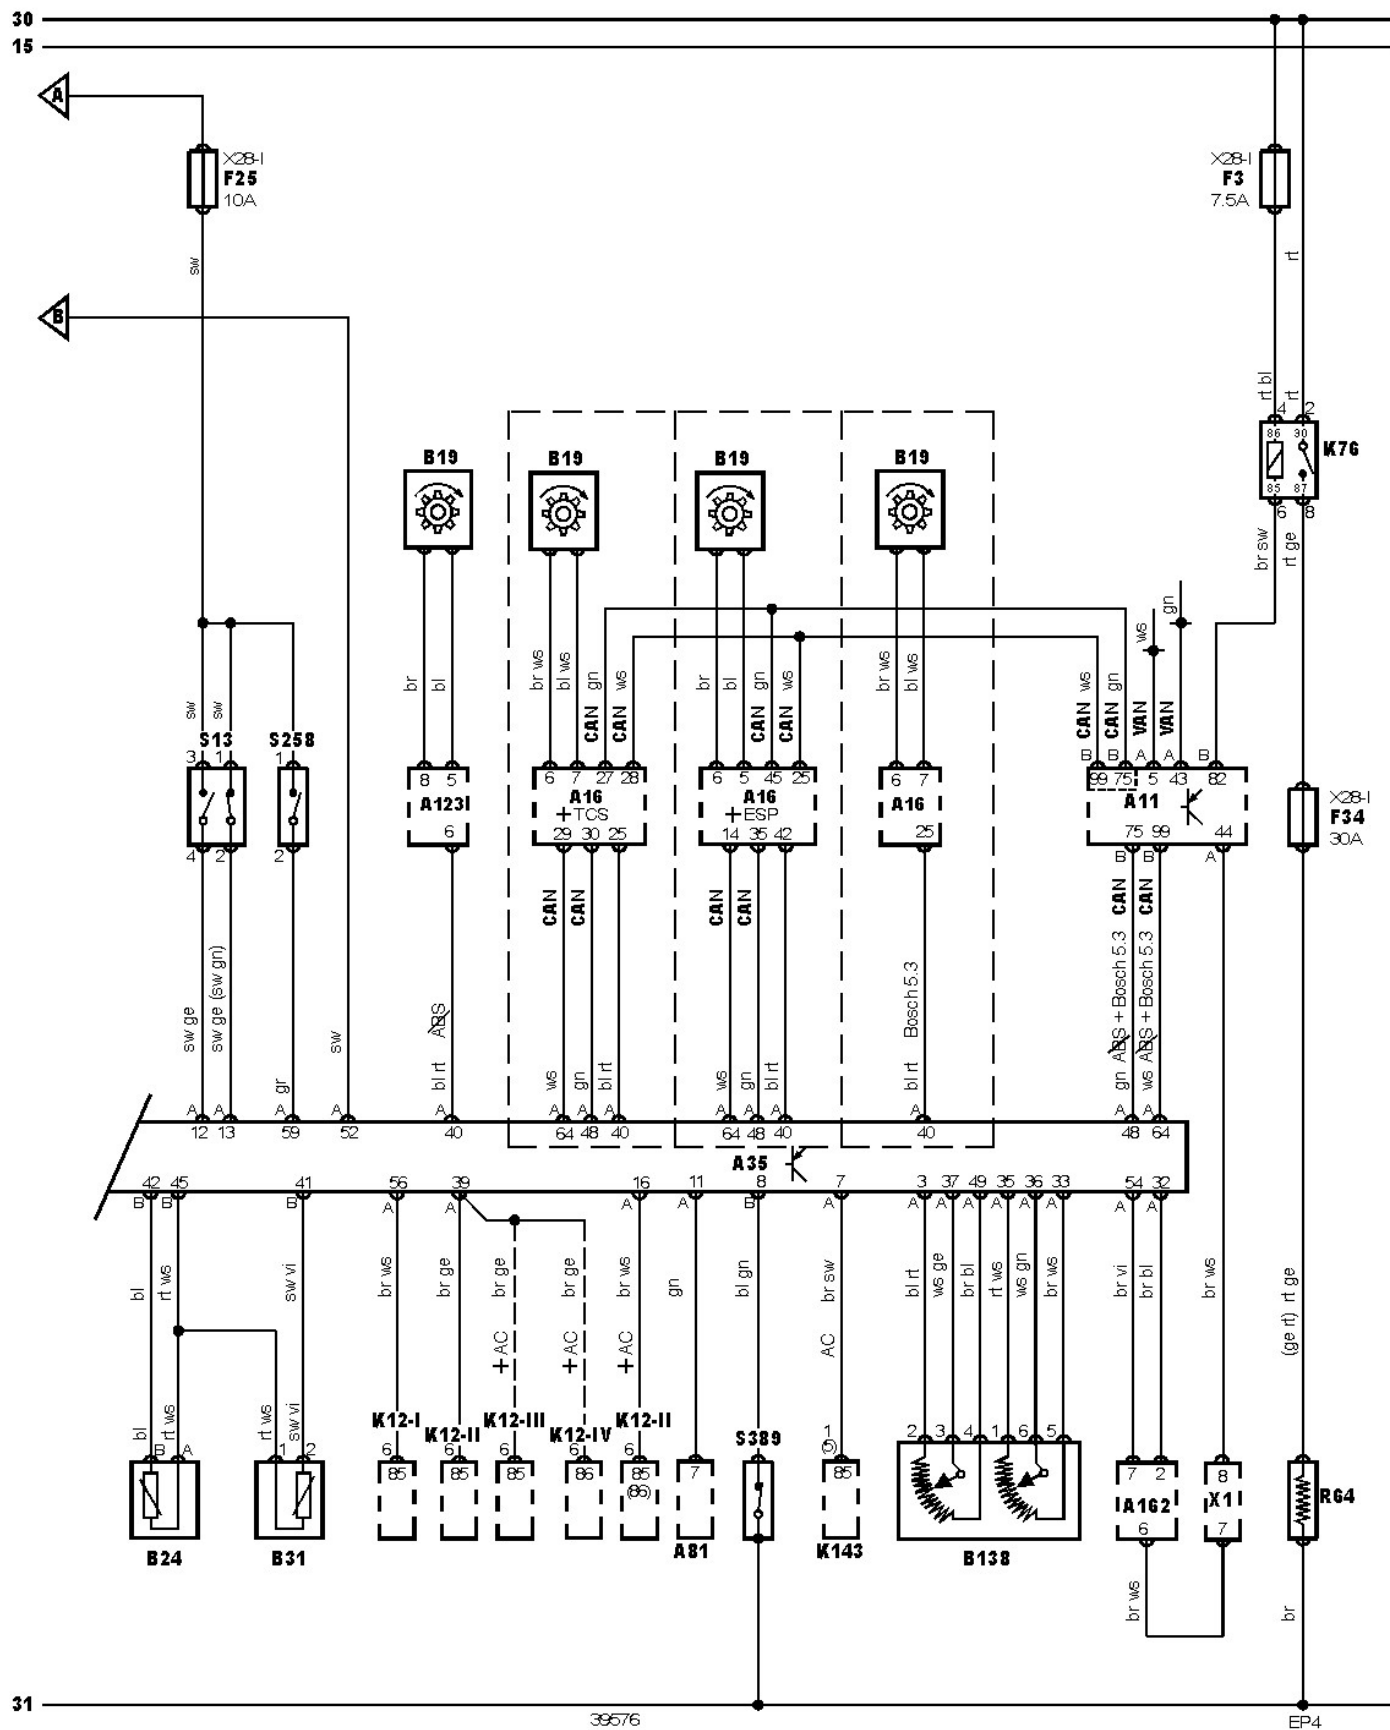 30
15
A
X28-I
F25
10A
X28-I
F3
7.5A
sw
rt
B
rt bl
rt
4 2
86 30
K76
85 87
6 8
br sw
rt ge
B19 B19 B19 B19
gn
ws
br bl
br ws bl ws gn ws
br bl gn ws
br ws bl ws
ws gn
CAN CAN
CAN CAN
CAN CAN VAN VAN
sw sw
S13 S258
3 1 1
B B A A B
8 5
6 7 27 28
6 5 45 25
6 7
99 75 5 43 82
A123
A16
+TCS
A16
+ESP
A16
A11
6
29 30 25
14 35 42
25
75 99 44
4 2 2
B B A
X28-I
F34
30A
CAN CAN
CAN CAN
CAN CAN
sw ge
sw ge (sw gn)
gr
sw
ABS
bl rt
ws gn bl rt
ws gn bl rt
Bosch 5.3
bl rt
gn ABS + Bosch 5.3
ws ABS + Bosch 5.3
A A A A A A A A A A A A A A
12 13 59 52 40 64 48 40 64 48 40 40 48 64
A35
42 45 41 56 39 16 11 8 7 3 37 49 35 36 33 54 32
B B B A A A A B A A A A A A A A A
bl
rt ws
sw vi
br ws
br ge
br ge
br ge
br ws
gn
bl gn
br sw
bl rt
ws ge
br bl
rt ws
ws gn
br ws
br vi
br bl
br ws
(ge rt) rt ge
+AC
+AC
+AC
AC
bl
rt ws
rt ws
sw vi
K12-I K12-II K12-III K12-IV K12-II
S389
B A 1 2
6 6 6 6 6
1
(5)
2 3 4 1 6 5
85 85 85 86 85
(86)
7
85
7 2
8
A162
X1
R64
6
7
B24 B31
A81
K143
B138
br ws
br
31
39576
EP4